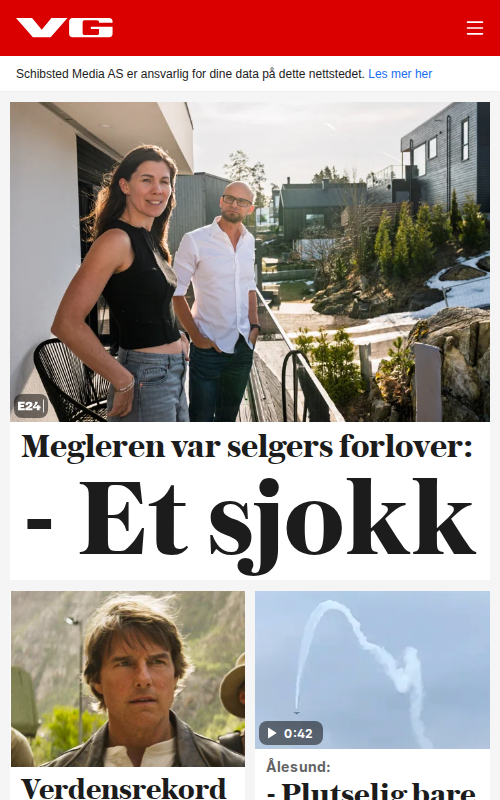 VG
Schibsted Media AS er ansvarlig for dine data på dette nettstedet. Les mer her
E24
Megleren var selgers forlover:
- Et sjokk
0:42
Verdensrekord
Ålesund:
- Plutselig bare